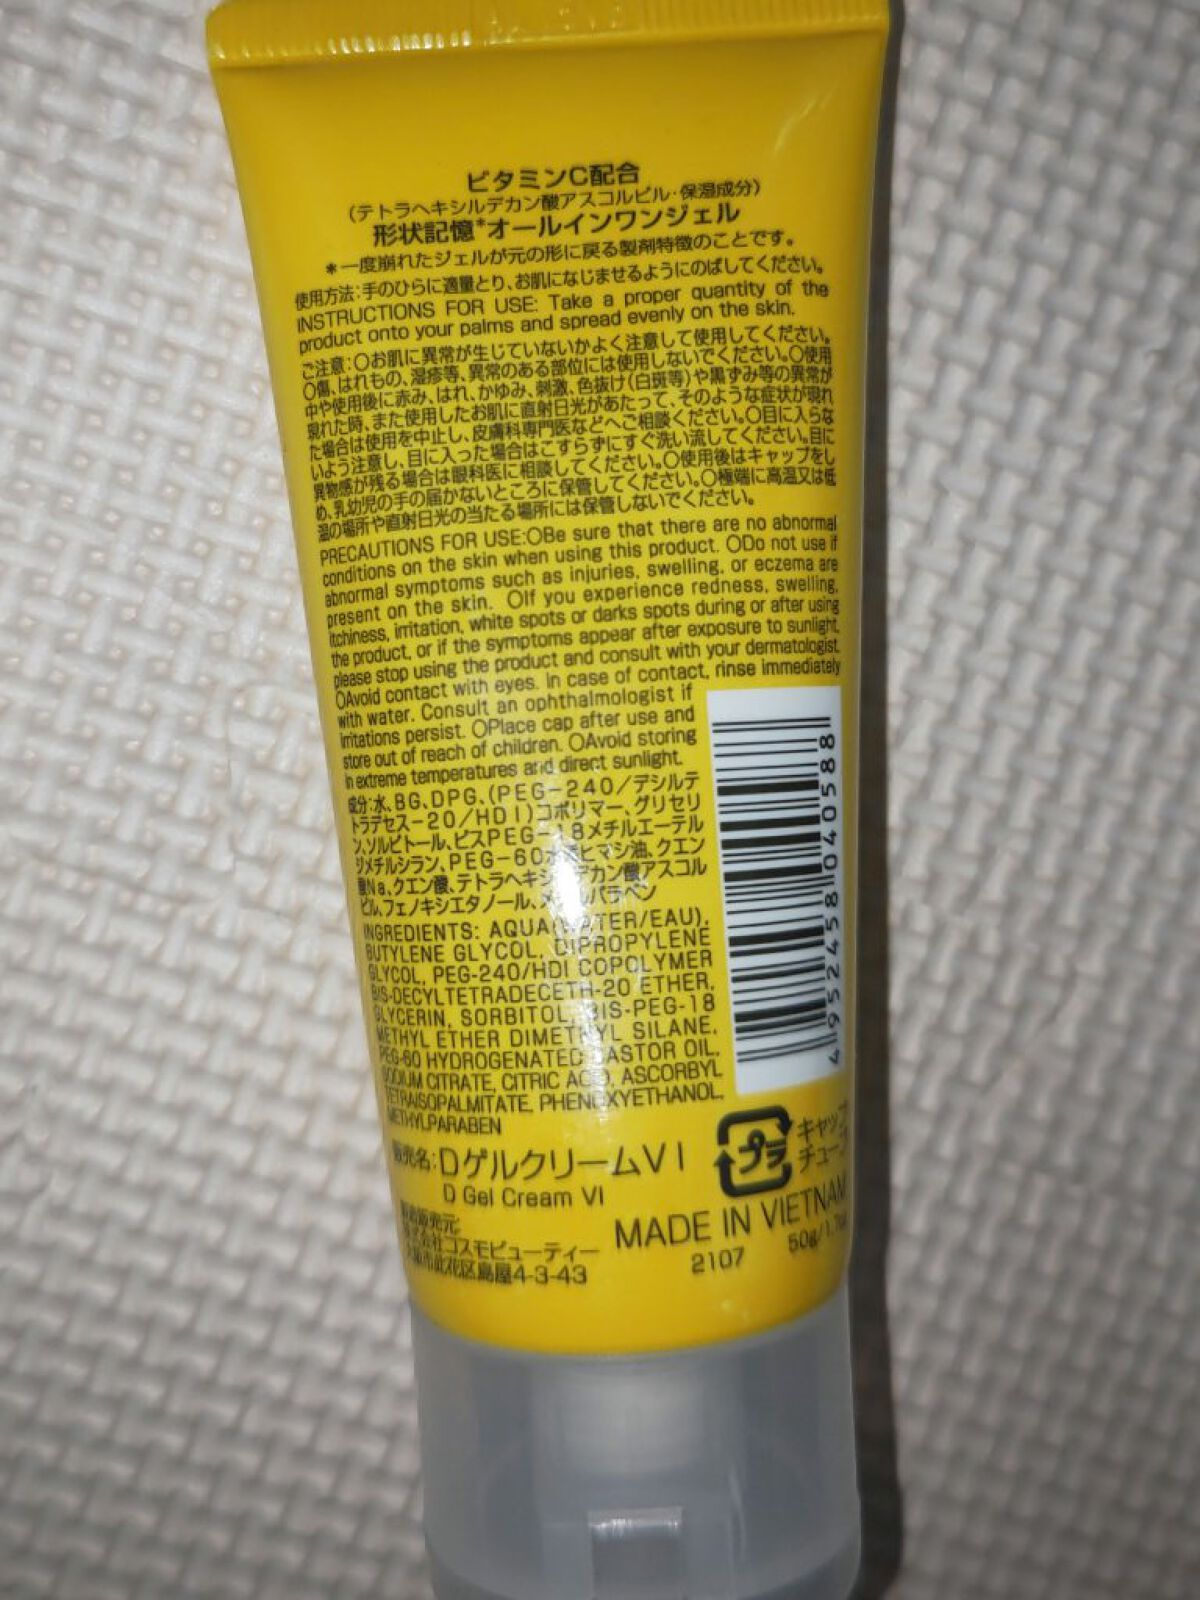 ビタミンC配合
(テトラヘキシルデカン酸アスコルビル・保湿成分)
形状記憶*オールインワンジェル
*一度崩れたジェルが元の形に戻る製剤特徴のことです。
使用方法:手のひらに適量とり、お肌になじませるようにのばしてください。
INSTRUCTIONS FOR USE: Take a proper quantity of the
product onto your palms and spread evenly on the skin.
ご注意:○お肌に異常が生じていないかよく注意して使用してください。
○傷、はれもの、湿疹等、異常のある部位には使用しないでください。○使用
中や使用後に赤み、はれ、かゆみ、刺激、色抜け(白斑等)や黒ずみ等の異常が
現れた時、また使用したお肌に直射日光があたって、そのような症状が現れ
た場合は使用を中止し、皮膚科専門医などへご相談ください。○目に入らな
いよう注意し、目に入った場合はこすらずにすぐ洗い流してください。目に
異物感が残る場合は眼科医に相談してください。○使用後はキャップをし
め、乳幼児の手の届かないところに保管してください。○極端に高温又は低
温の場所や直射日光の当たる場所には保管しないでください。
PRECAUTIONS FOR USE:○Be sure that there are no abnormal
conditions on the skin when using this product. ○Do not use if
abnormal symptoms such as injuries, swelling, or eczema are
present on the skin. ○If you experience redness, swelling,
itchiness, irritation, white spots or darks spots during or after using
the product, or if the symptoms appear after exposure to sunlight,
please stop using the product and consult with your dermatologist.
○Avoid contact with eyes. In case of contact, rinse immediately
with water. Consult an ophthalmologist if
irritations persist. ○Place cap after use and
store out of reach of children. ○Avoid storing
in extreme temperatures and direct sunlight.
成分:水、BG、DPG、(PEG-240/デシルテ
トラデセス-20/HDI)コポリマー、グリセリ
ン、ソルビトール、ビスPEG-18メチルエーテル
ジメチルシラン、PEG-60水添ヒマシ油、クエン
酸Na、クエン酸、テトラヘキシルデカン酸アスコル
ビル、フェノキシエタノール、メチルパラベン
INGREDIENTS: AQUA(WATER/EAU),
BUTYLENE GLYCOL, DIPROPYLENE
GLYCOL, PEG-240/HDI COPOLYMER
BIS-DECYLTETRADECETH-20 ETHER,
GLYCERIN, SORBITOL, BIS-PEG-18
METHYL ETHER DIMETHYL SILANE,
PEG-60 HYDROGENATED CASTOR OIL,
SODIUM CITRATE, CITRIC ACID, ASCORBYL
TETRAISOPALMITATE, PHENOXYETHANOL,
METHYLPARABEN
4952458040588
販売名:DゲルクリームVI
D Gel Cream VI
プラ
キャップ
チューブ
製造販売元:
株式会社コスモビューティー
大阪市此花区島屋4-3-43
MADE IN VIETNAM
2107
50g/1.7oz